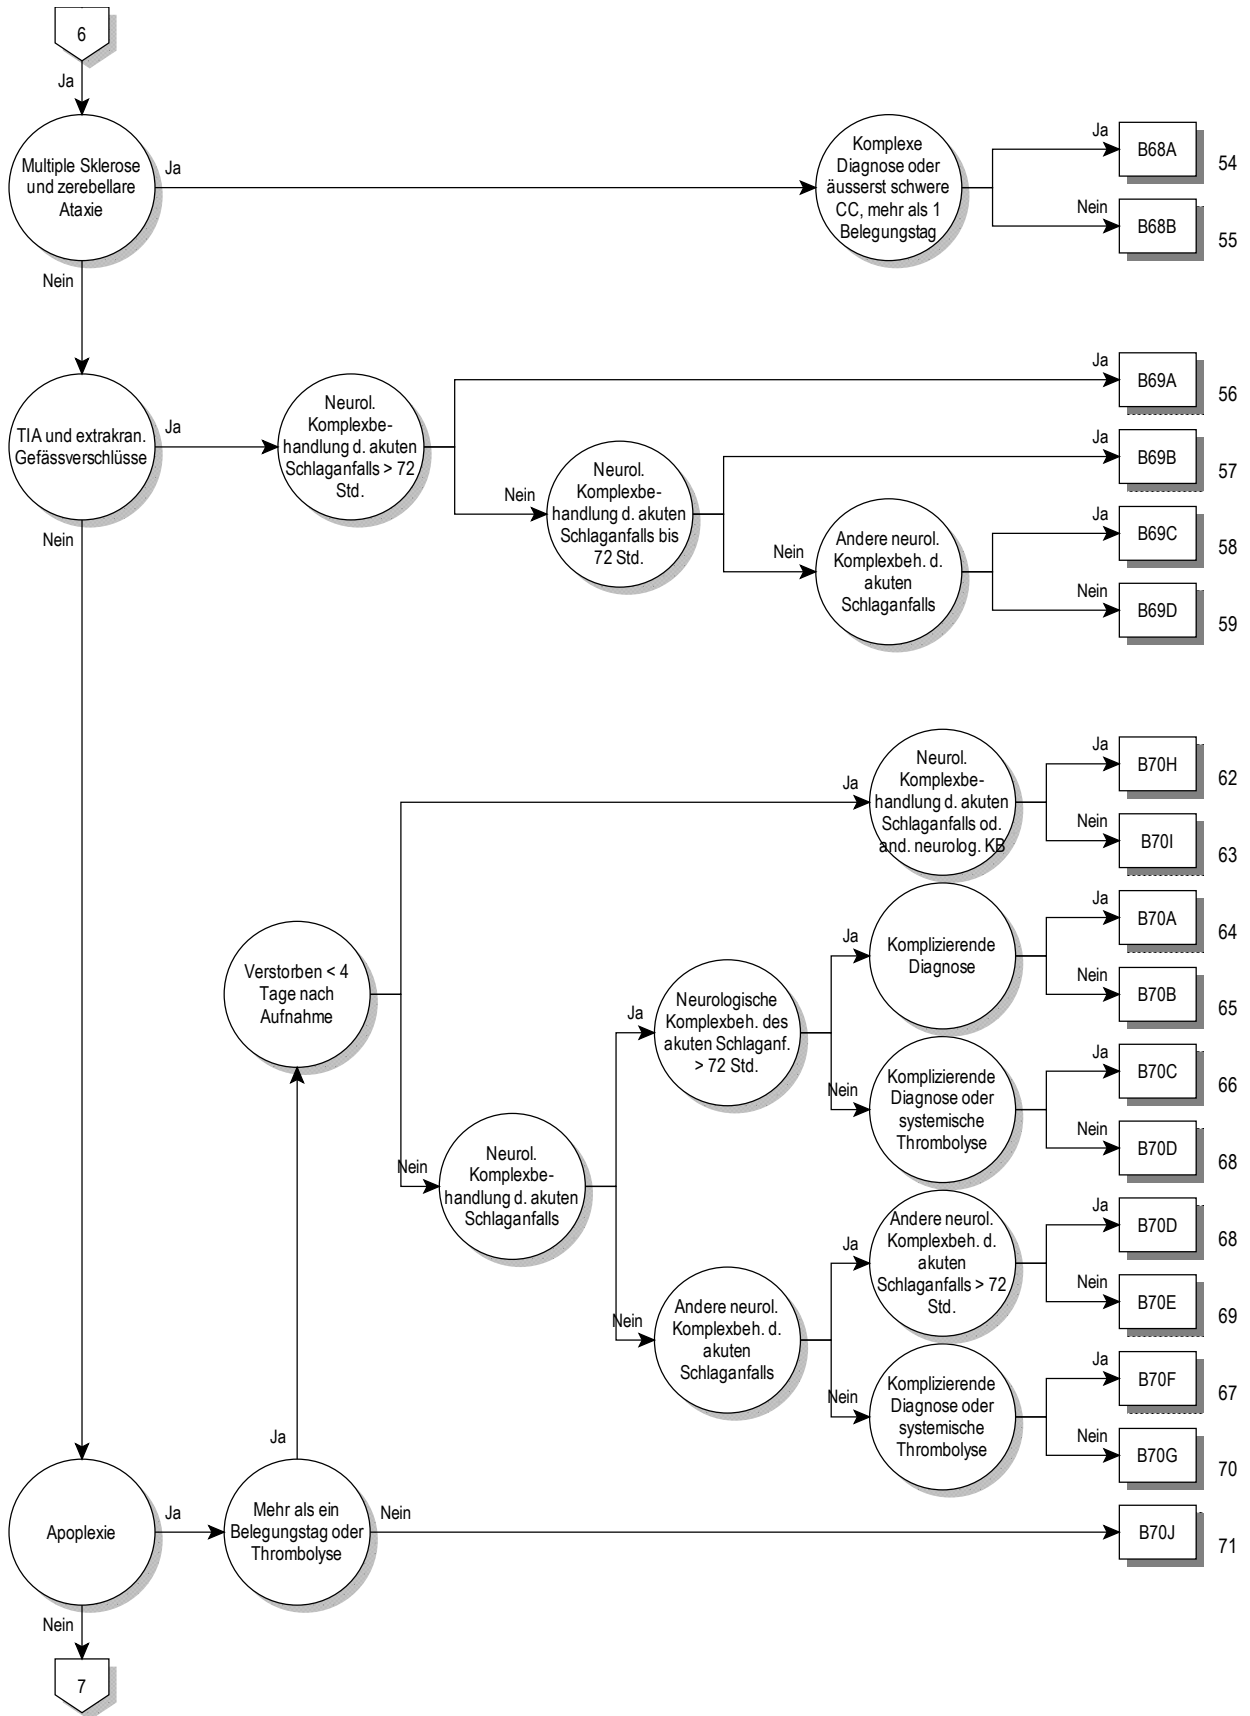 6
Ja
Multiple Sklerose
und zerebellare
Ataxie
Ja
Komplexe
Diagnose oder
äusserst schwere
CC, mehr als 1
Belegungstag
Ja
B68A
54
Nein
B68B
55
Nein
TIA und extrakran.
Gefässverschlüsse
Ja
Neurol.
Komplexbe-
handlung d. akuten
Schlaganfalls > 72
Std.
Ja
B69A
56
Nein
Neurol.
Komplexbe-
handlung d. akuten
Schlaganfalls bis
72 Std.
Ja
B69B
57
Nein
Andere neurol.
Komplexbeh. d.
akuten
Schlaganfalls
Ja
B69C
58
Nein
B69D
59
Nein
Ja
Neurol.
Komplexbe-
handlung d. akuten
Schlaganfalls od.
and. neurolog. KB
Ja
B70H
62
Nein
B70I
63
Verstorben < 4
Tage nach
Aufnahme
Ja
Komplizierende
Diagnose
Ja
B70A
64
Nein
B70B
65
Ja
Neurologische
Komplexbeh. des
akuten Schlaganf.
> 72 Std.
Nein
Komplizierende
Diagnose oder
systemische
Thrombolyse
Ja
B70C
66
Nein
B70D
68
Nein
Neurol.
Komplexbe-
handlung d. akuten
Schlaganfalls
Ja
Andere neurol.
Komplexbeh. d.
akuten
Schlaganfalls > 72
Std.
Ja
B70D
68
Nein
B70E
69
Nein
Andere neurol.
Komplexbeh. d.
akuten
Schlaganfalls
Nein
Komplizierende
Diagnose oder
systemische
Thrombolyse
Ja
B70F
67
Nein
B70G
70
Ja
Apoplexie
Ja
Mehr als ein
Belegungstag oder
Thrombolyse
Nein
B70J
71
Nein
7